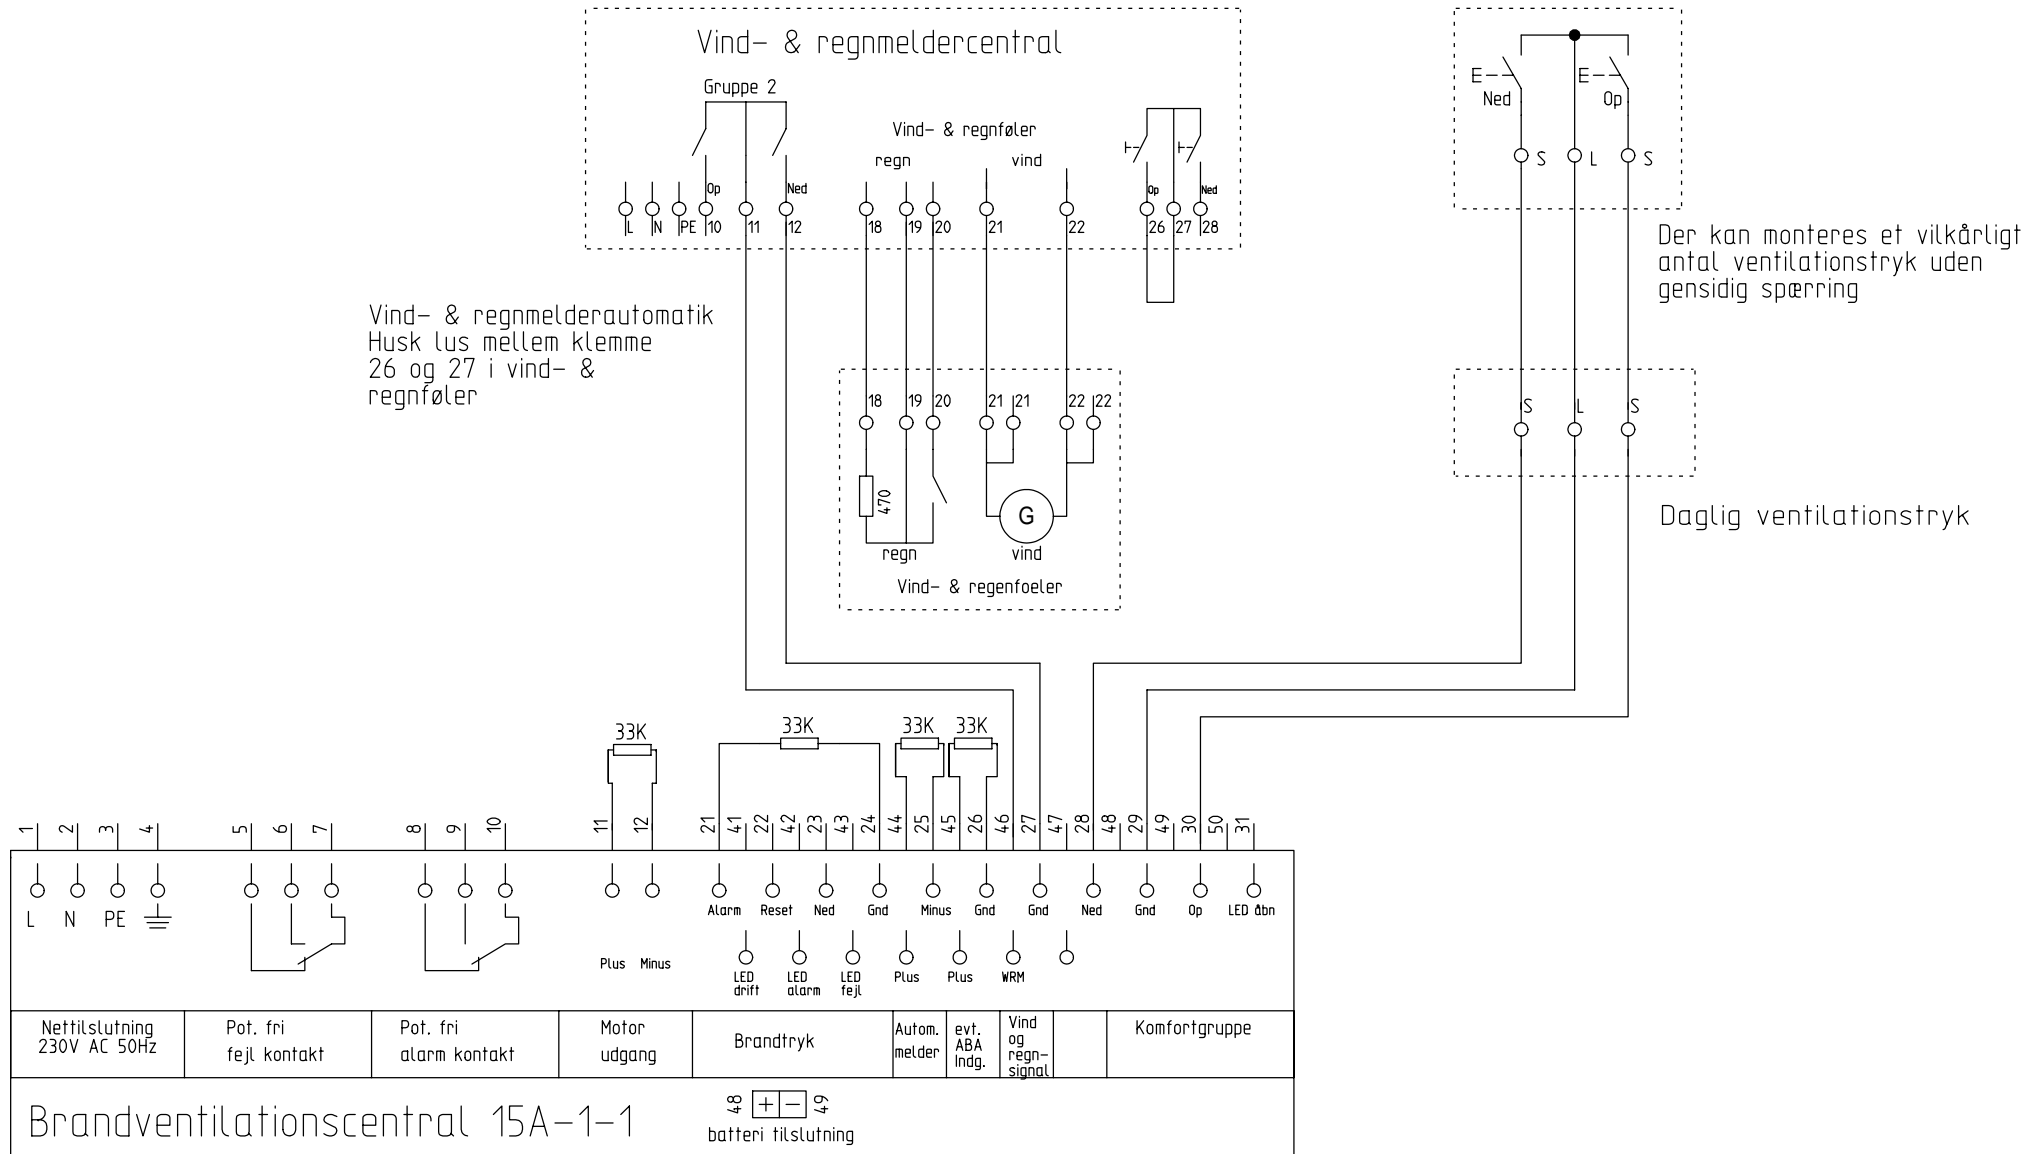 Vind- & regnmeldercentral
Gruppe 2
Vind- & regnføler
regn
vind
Op
Ned
Op
Ned
L
N
PE
10
11
12
18
19
20
21
22
26
27
28
E
Ned
E
Op
S
L
S
Der kan monteres et vilkårligt
antal ventilationstryk uden
gensidig spærring
Vind- & regnmelderautomatik
Husk lus mellem klemme
26 og 27 i vind- &
regnføler
18
19
20
21
21
22
22
470
G
regn
vind
Vind- & regenfoeler
S
L
S
Daglig ventilationstryk
33K
33K
33K
33K
1
2
3
4
5
6
7
8
9
10
11
12
21
41
22
42
23
43
24
44
25
45
26
46
27
47
28
48
29
49
30
50
31
L
N
PE
Alarm
Reset
Ned
Gnd
Minus
Gnd
Gnd
Ned
Gnd
Op
LED åbn
Plus
Minus
LED
drift
LED
alarm
LED
fejl
Plus
Plus
WRM
Nettilslutning
230V AC 50Hz
Pot. fri
fejl kontakt
Pot. fri
alarm kontakt
Motor
udgang
Brandtryk
Autom.
melder
evt.
ABA
Indg.
Vind
og
regn-
signal
Komfortgruppe
Brandventilationscentral 15A-1-1
48
+
-
49
batteri tilslutning